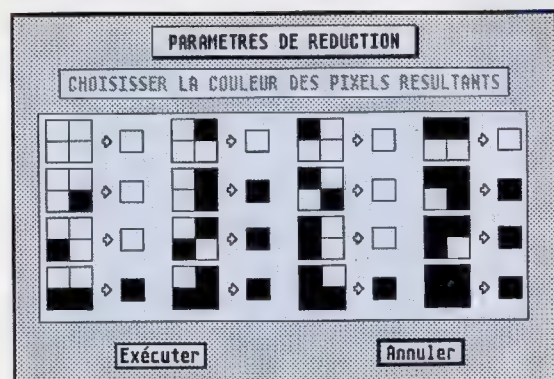 PARAMETRES DE REDUCTION
CHOISISSER LA COULEUR DES PIXELS RESULTANTS
Exécuter
Annuler